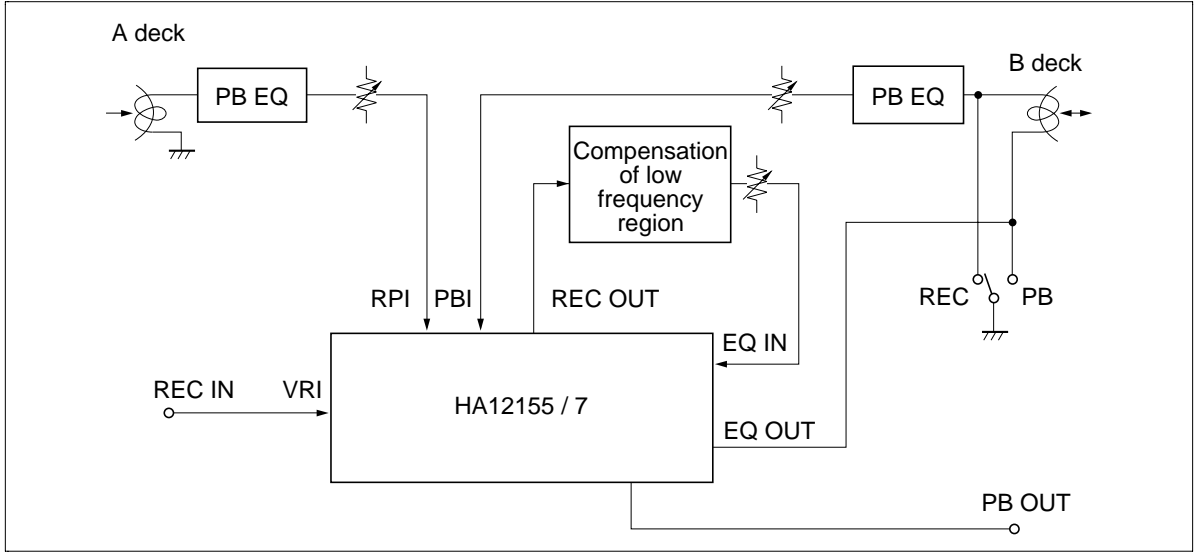 A deck
B deck
PB EQ
PB EQ
Compensation
of low
frequency
region
RPI
PBI
REC OUT
REC
PB
EQ IN
REC IN
VRI
HA12155 / 7
EQ OUT
PB OUT